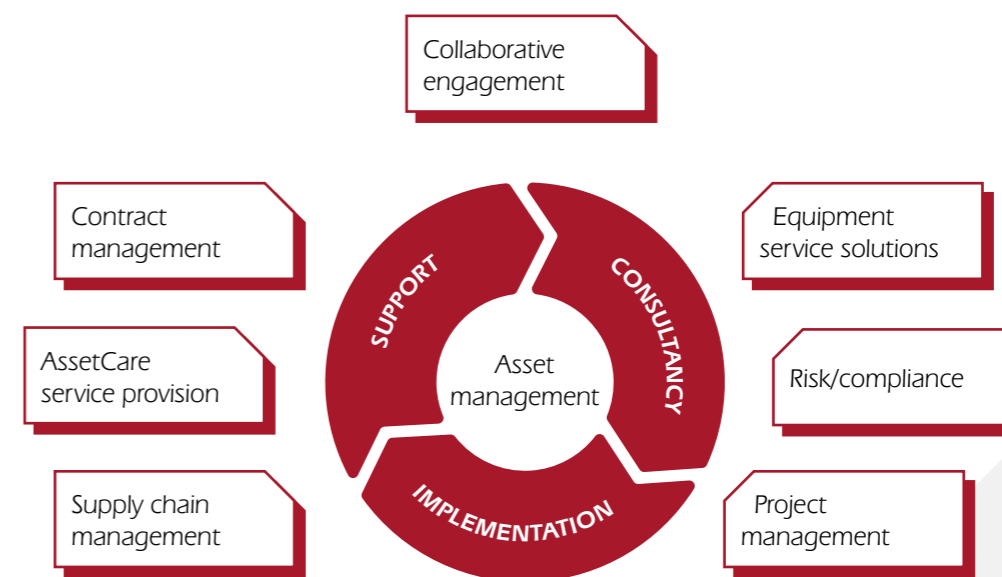 Collaborative
engagement
Contract
management
Equipment
service solutions
SUPPORT
CONSULTANCY
AssetCare
service provision
Asset
management
Risk/compliance
Supply chain
management
IMPLEMENTATION
Project
management